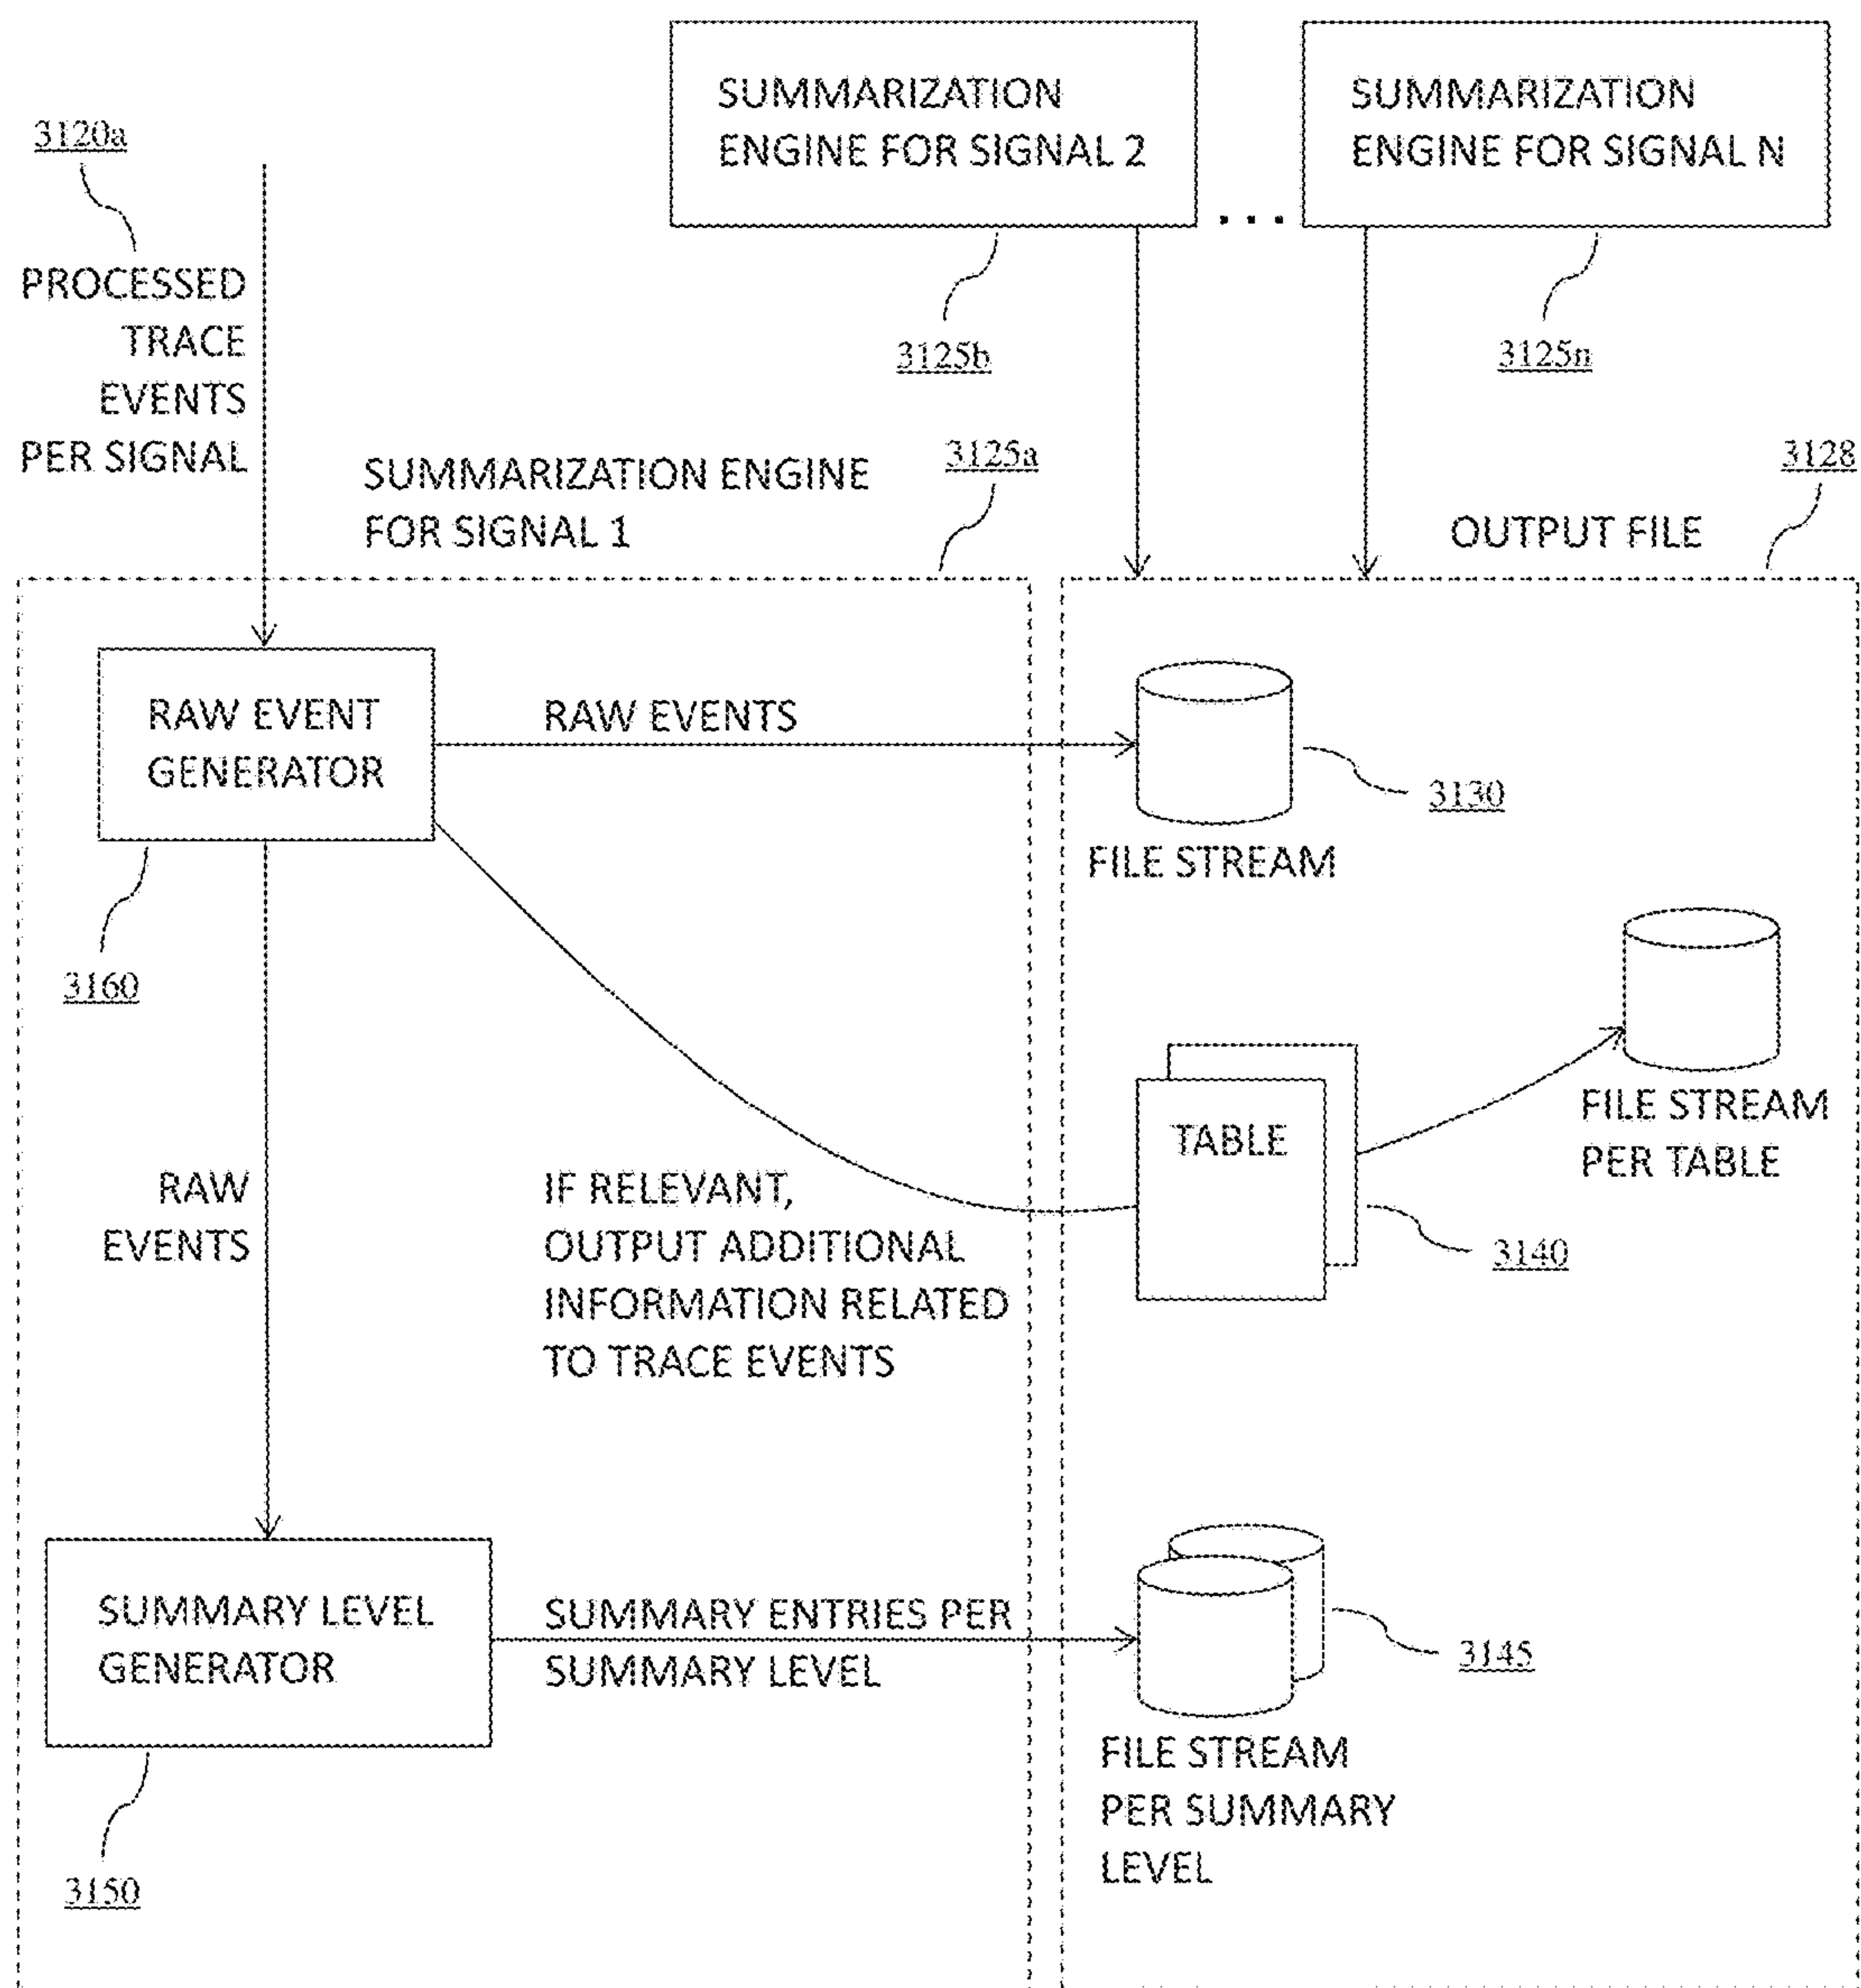 SUMMARIZATION
ENGINE FOR SIGNAL 2
SUMMARIZATION
ENGINE FOR SIGNAL N
...
3120a
PROCESSED
TRACE
EVENTS
PER SIGNAL
3125b
3125n
SUMMARIZATION ENGINE
FOR SIGNAL 1
3125a
OUTPUT FILE
3128
RAW EVENT
GENERATOR
RAW EVENTS
3130
FILE STREAM
3160
FILE STREAM
PER TABLE
TABLE
3140
RAW
EVENTS
IF RELEVANT,
OUTPUT ADDITIONAL
INFORMATION RELATED
TO TRACE EVENTS
SUMMARY LEVEL
GENERATOR
SUMMARY ENTRIES PER
SUMMARY LEVEL
3145
FILE STREAM
PER SUMMARY
LEVEL
3150